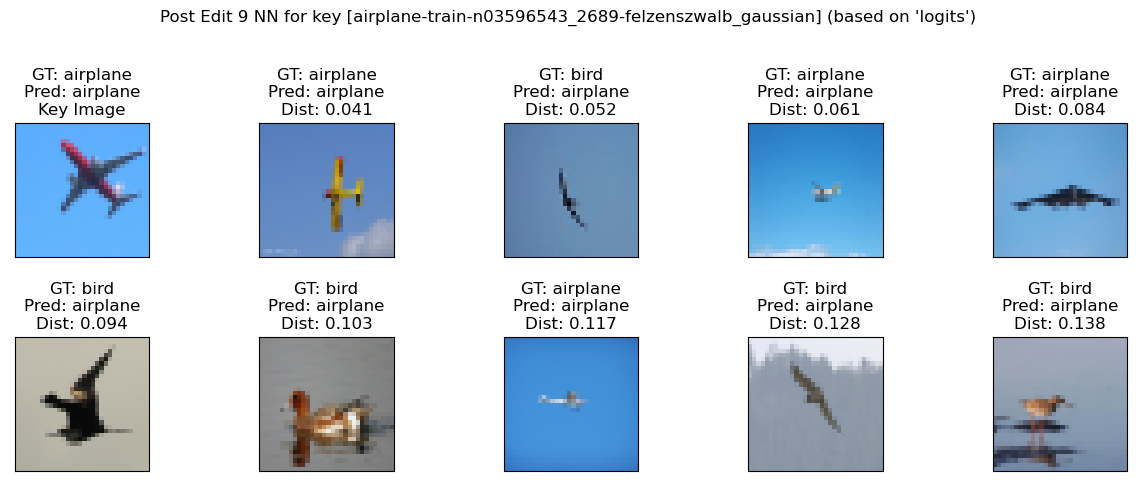 Post Edit 9 NN for key [airplane-train-n03596543_2689-felzenszwalb_gaussian] (based on 'logits')
GT: airplane
Pred: airplane
Key Image
GT: airplane
Pred: airplane
Dist: 0.041
GT: bird
Pred: airplane
Dist: 0.052
GT: airplane
Pred: airplane
Dist: 0.061
GT: airplane
Pred: airplane
Dist: 0.084
GT: bird
Pred: airplane
Dist: 0.094
GT: bird
Pred: airplane
Dist: 0.103
GT: airplane
Pred: airplane
Dist: 0.117
GT: bird
Pred: airplane
Dist: 0.128
GT: bird
Pred: airplane
Dist: 0.138